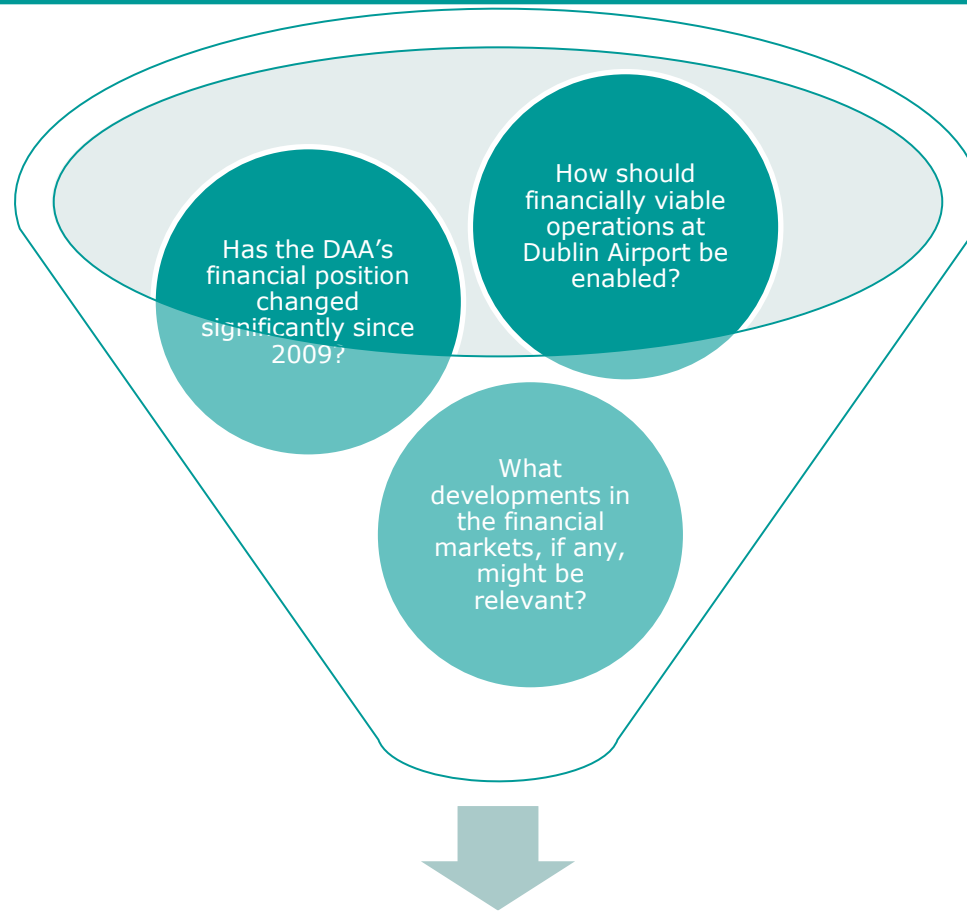 Has the DAA’s
financial position
changed
significantly since
2009?
How should
financially viable
operations at
Dublin Airport be
enabled?
What
developments in
the financial
markets, if any,
might be
relevant?